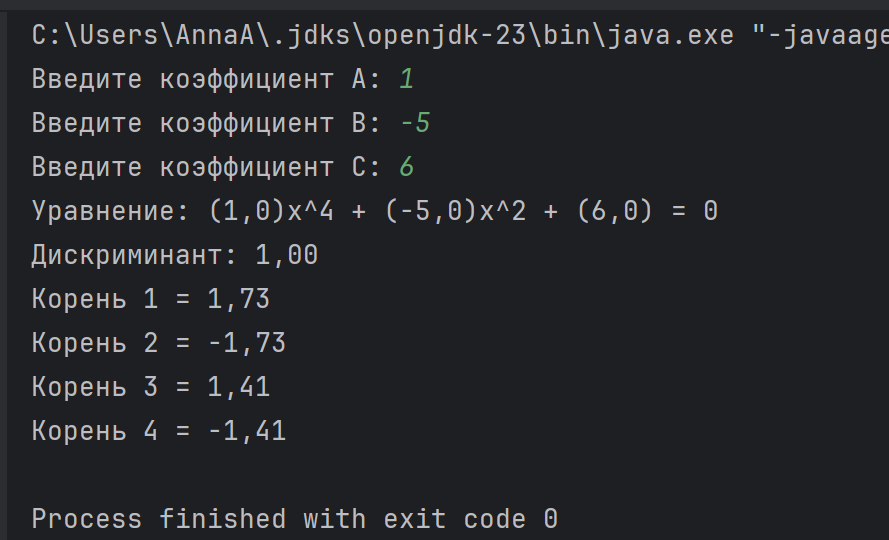 C:\Users\AnnaA\.jdks\openjdk-23\bin\java.exe "-javaage
Введите коэффициент A: 1
Введите коэффициент B: -5
Введите коэффициент C: 6
Уравнение: (1,0)x^4 + (-5,0)x^2 + (6,0) = 0
Дискриминант: 1,00
Корень 1 = 1,73
Корень 2 = -1,73
Корень 3 = 1,41
Корень 4 = -1,41
Process finished with exit code 0